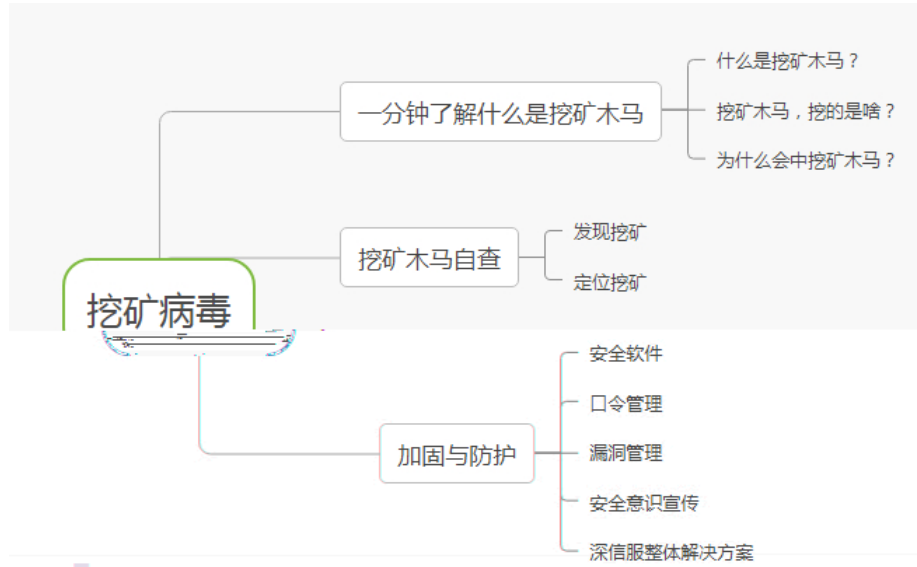 一分钟了解什么是挖矿木马
什么是挖矿木马？
挖矿木马，挖的是啥？
为什么会中挖矿木马？
挖矿木马自查
发现挖矿
定位挖矿
挖矿病毒
加固与防护
安全软件
口令管理
漏洞管理
安全意识宣传
深信服整体解决方案